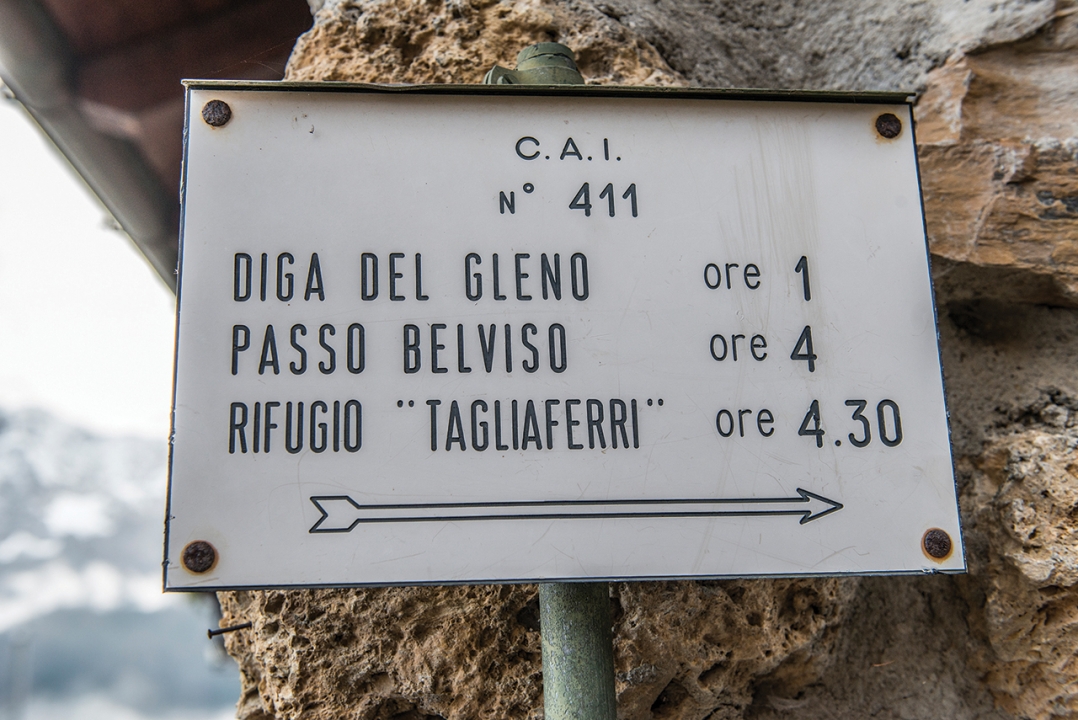 C.A.I.
N° 411
DIGA DEL GLENO ore 1
PASSO BELVISO ore 4
RIFUGIO "TAGLIAFERRI" ore 4.30